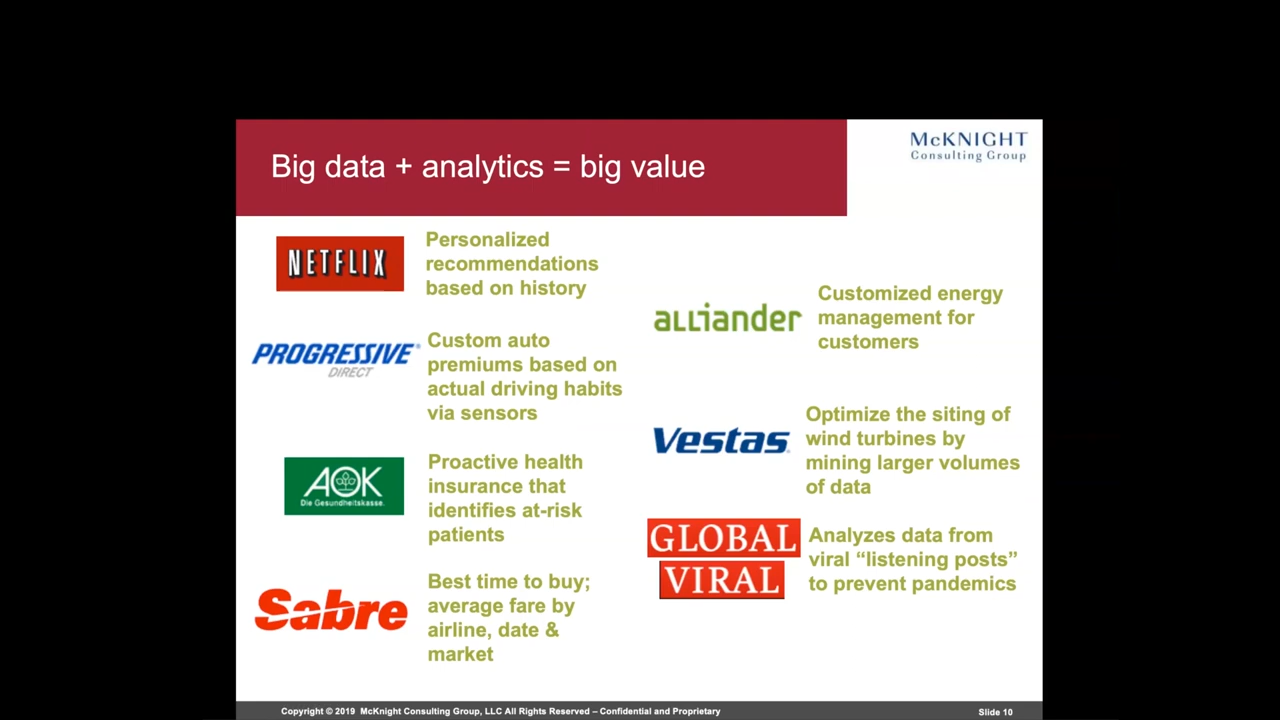 Big data + analytics = big value
McKNIGHT
Consulting Group
NETFLIX
Personalized
recommendations
based on history
PROGRESSIVE®
DIRECT
Custom auto
premiums based on
actual driving habits
via sensors
AOK
Die Gesundheitskasse.
Proactive health
insurance that
identifies at-risk
patients
Sabre
Best time to buy;
average fare by
airline, date &
market
alliander
Customized energy
management for
customers
Vestas
Optimize the siting of
wind turbines by
mining larger volumes
of data
GLOBAL
VIRAL
Analyzes data from
viral “listening posts”
to prevent pandemics
Copyright © 2019 McKnight Consulting Group, LLC All Rights Reserved – Confidential and Proprietary
Slide 10